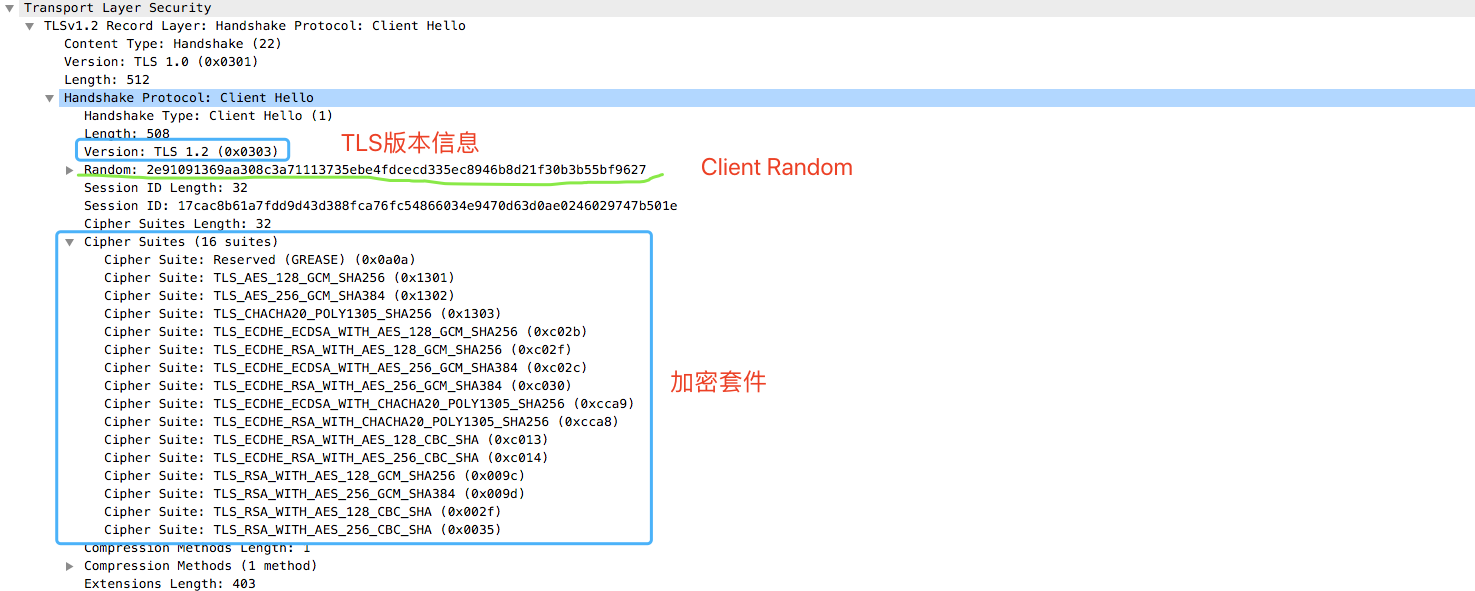 Transport Layer Security
TLSv1.2 Record Layer: Handshake Protocol: Client Hello
Content Type: Handshake (22)
Version: TLS 1.0 (0x0301)
Length: 512
Handshake Protocol: Client Hello
Handshake Type: Client Hello (1)
Length: 508
Version: TLS 1.2 (0x0303)
TLS版本信息
Random: 2e91091369aa308c3a71113735ebe4fdcecd335ec8946b8d21f30b3b55bf9627
Client Random
Session ID Length: 32
Session ID: 17cac8b61a7fdd9d43d388fca76fc54866034e9470d63d0ae0246029747b501e
Cipher Suites Length: 32
Cipher Suites (16 suites)
Cipher Suite: Reserved (GREASE) (0x0a0a)
Cipher Suite: TLS_AES_128_GCM_SHA256 (0x1301)
Cipher Suite: TLS_AES_256_GCM_SHA384 (0x1302)
Cipher Suite: TLS_CHACHA20_POLY1305_SHA256 (0x1303)
Cipher Suite: TLS_ECDHE_ECDSA_WITH_AES_128_GCM_SHA256 (0xc02b)
Cipher Suite: TLS_ECDHE_RSA_WITH_AES_128_GCM_SHA256 (0xc02f)
Cipher Suite: TLS_ECDHE_ECDSA_WITH_AES_256_GCM_SHA384 (0xc02c)
Cipher Suite: TLS_ECDHE_RSA_WITH_AES_256_GCM_SHA384 (0xc030)
加密套件
Cipher Suite: TLS_ECDHE_ECDSA_WITH_CHACHA20_POLY1305_SHA256 (0xcca9)
Cipher Suite: TLS_ECDHE_RSA_WITH_CHACHA20_POLY1305_SHA256 (0xcca8)
Cipher Suite: TLS_ECDHE_RSA_WITH_AES_128_CBC_SHA (0xc013)
Cipher Suite: TLS_ECDHE_RSA_WITH_AES_256_CBC_SHA (0xc014)
Cipher Suite: TLS_RSA_WITH_AES_128_GCM_SHA256 (0x009c)
Cipher Suite: TLS_RSA_WITH_AES_256_GCM_SHA384 (0x009d)
Cipher Suite: TLS_RSA_WITH_AES_128_CBC_SHA (0x002f)
Cipher Suite: TLS_RSA_WITH_AES_256_CBC_SHA (0x0035)
Compression Methods Length: 1
Compression Methods (1 method)
Extensions Length: 403